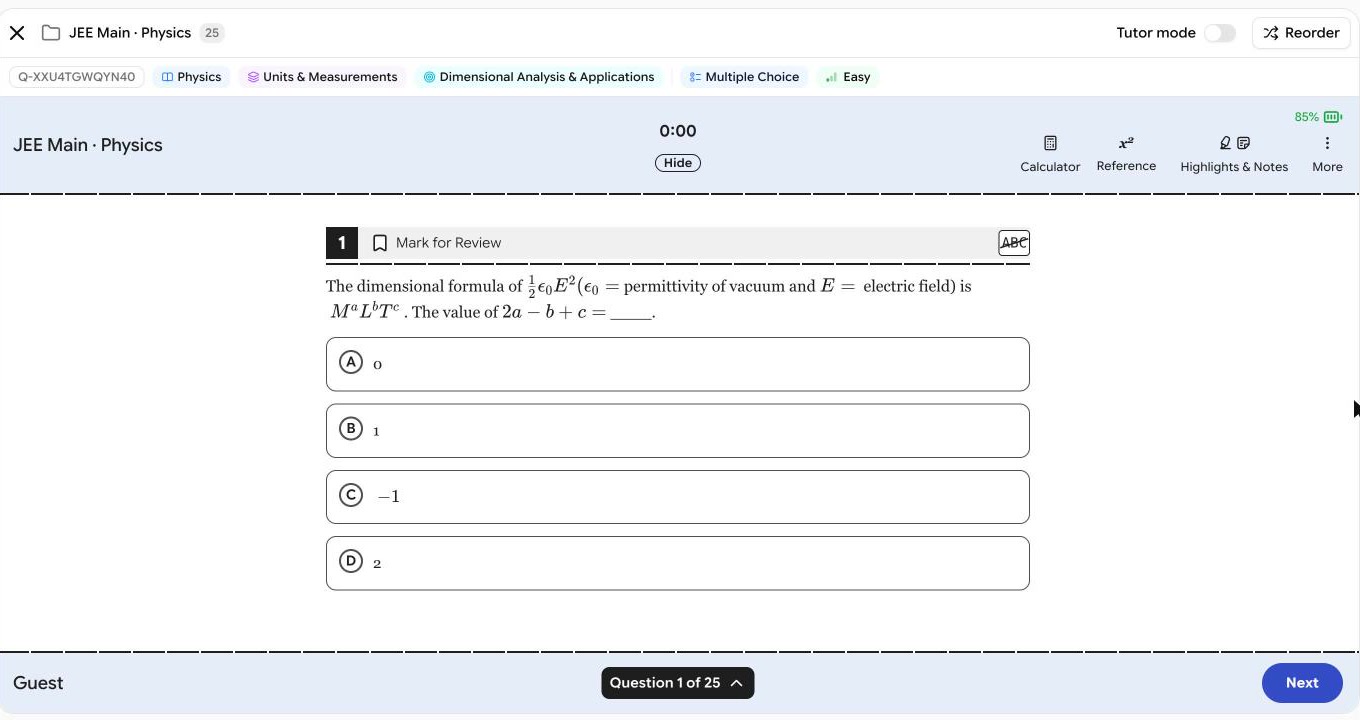 JEE Main · Physics 25
Tutor mode
Reorder
Q-XXU4TGWQYN40
Physics
Units & Measurements
Dimensional Analysis & Applications
Multiple Choice
Easy
JEE Main · Physics
0:00
Hide
85%
Calculator
x² Reference
Highlights & Notes
More
1 Mark for Review ABC
The dimensional formula of ½ϵ₀E²(ϵ₀ = permittivity of vacuum and E = electric field) is
MᵃLᵇTᶜ . The value of 2a − b + c = _____.
A 0
B 1
C −1
D 2
Guest
Question 1 of 25
Next